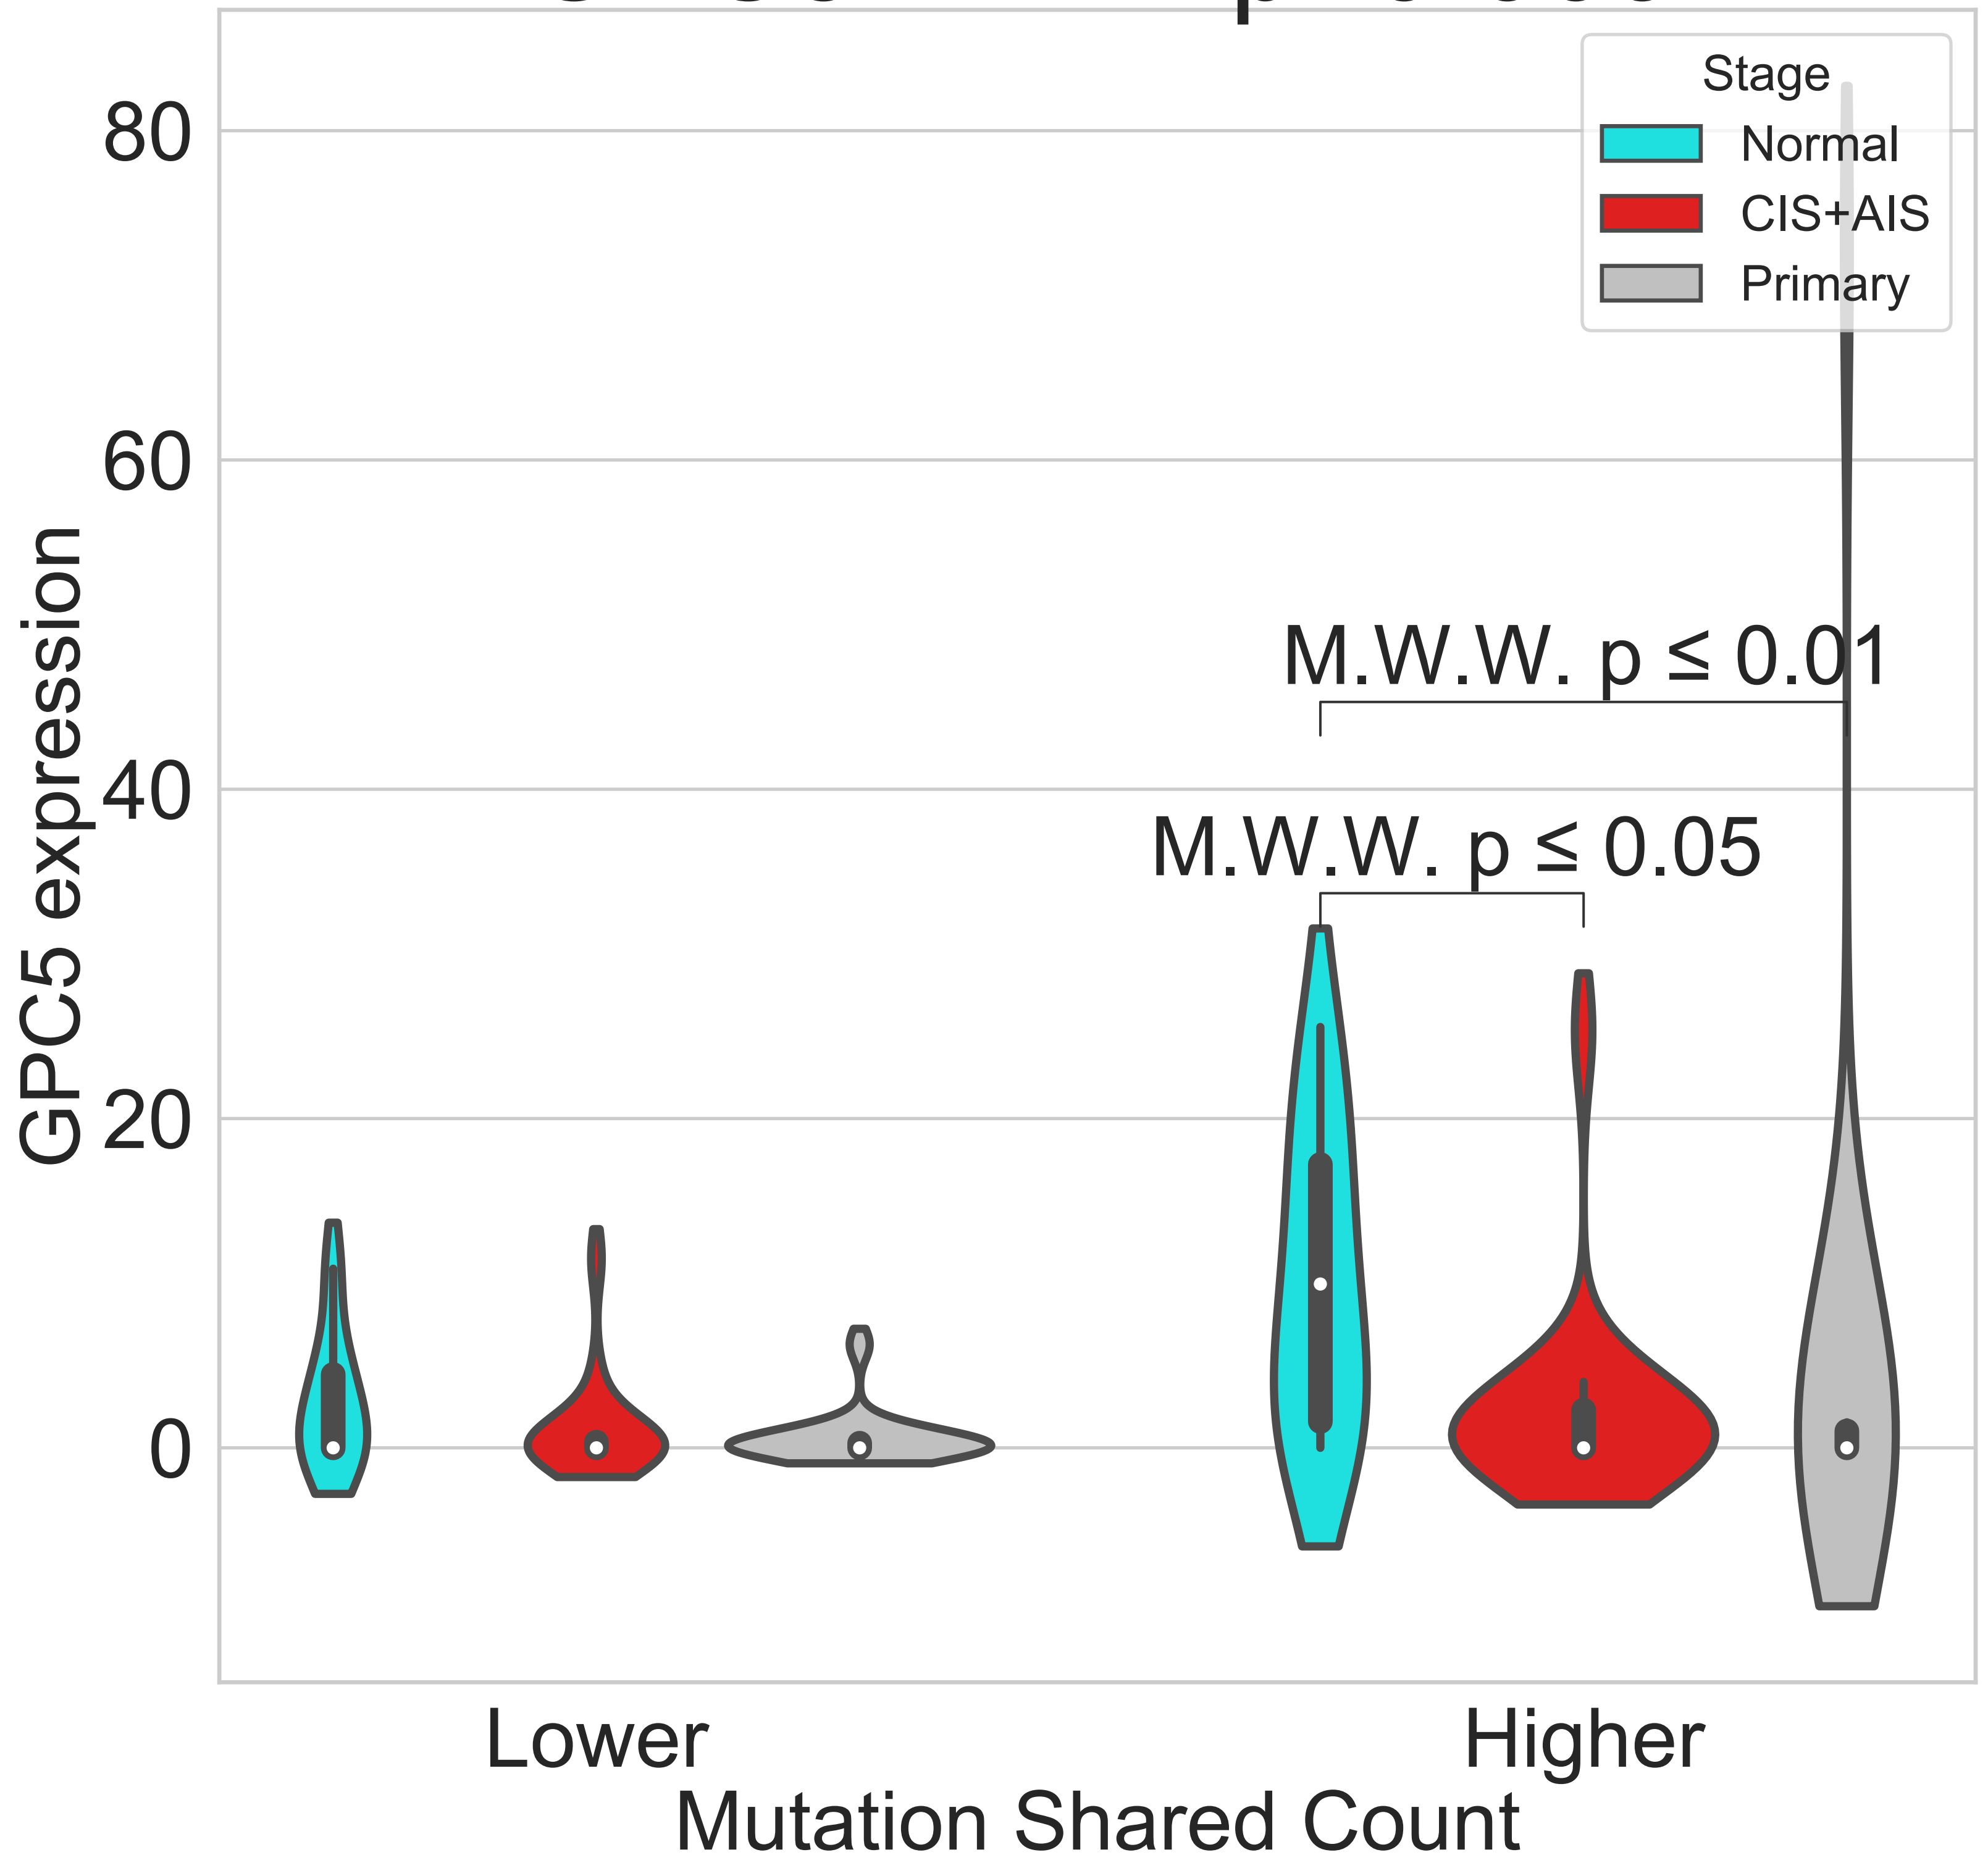 Stage
Normal
CIS+AIS
Primary
80
60
40
20
0
GPC5 expression
M.W.W. p ≤ 0.01
M.W.W. p ≤ 0.05
Lower
Higher
Mutation Shared Count